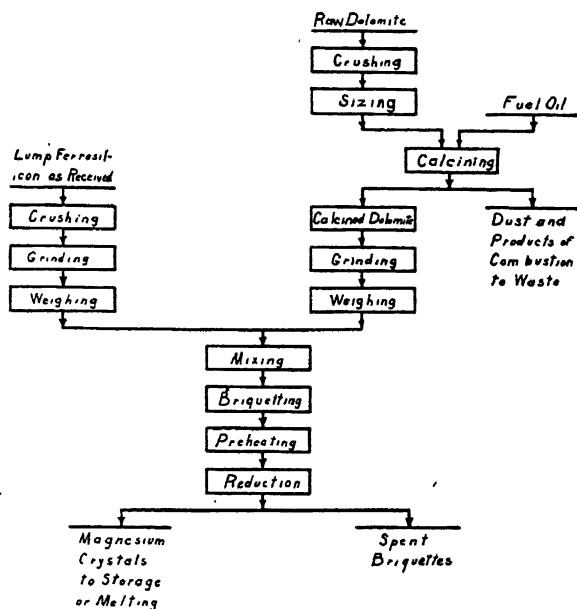 Raw Dolomite
Crushing
Sizing
Fuel Oil
Calcining
Lump Ferrosil-
icon as Received
Crushing
Grinding
Weighing
Calcined Dolomite
Grinding
Weighing
Dust and
Products of
Combustion
to Waste
Mixing
Briquetting
Preheating
Reduction
Magnesium
Crystals
to Storage
or Melting
Spent
Briquettes